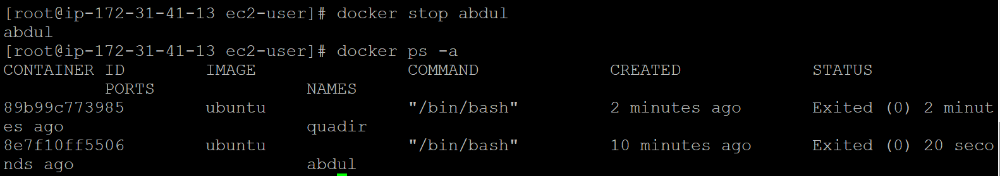 [root@ip-172-31-41-13 ec2-user]# docker stop abdul
abdul
[root@ip-172-31-41-13 ec2-user]# docker ps -a
CONTAINER ID        IMAGE               COMMAND             CREATED             STATUS
          PORTS               NAMES
89b99c773985        ubuntu              "/bin/bash"         2 minutes ago       Exited (0) 2 minut
es ago                        quadir
8e7f10ff5506        ubuntu              "/bin/bash"         10 minutes ago      Exited (0) 20 seco
nds ago                       abdul